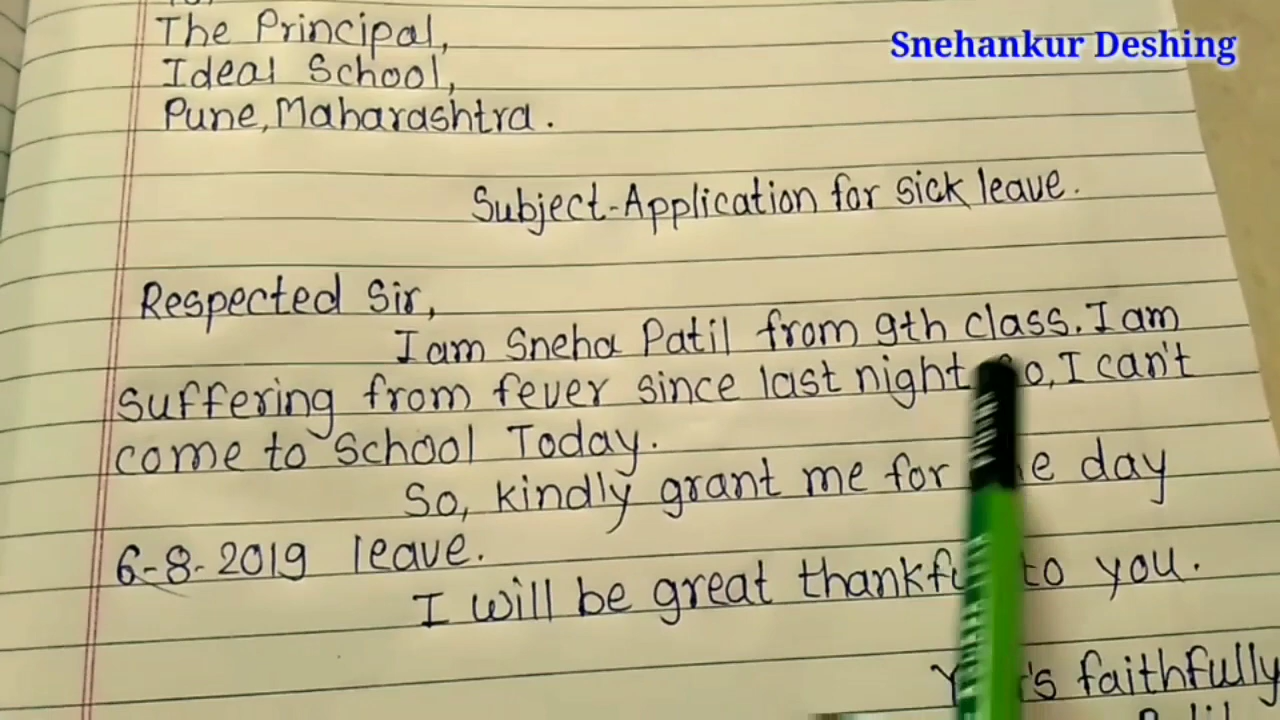 The Principal,
Snehankur Deshing
Ideal School,
Pune, Maharashtra.
Subject-Application for sick leave.
Respected Sir,
I am Sneha Patil from 9th class. I am
suffering from fever since last night I can't
come to School Today.
So, kindly grant me for day
6-8-2019 leave.
I will be great to you.
faithfully